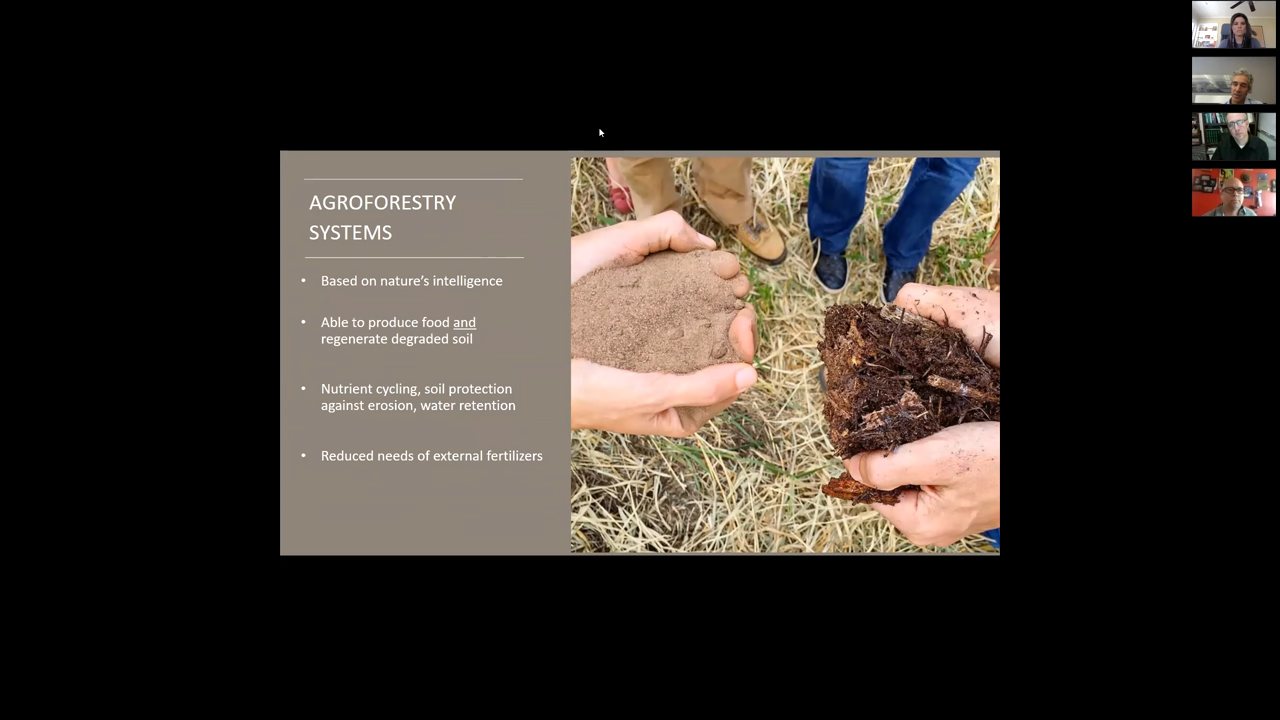 AGROFORESTRY
SYSTEMS
• Based on nature's intelligence
• Able to produce food and
regenerate degraded soil
• Nutrient cycling, soil protection
against erosion, water retention
• Reduced needs of external fertilizers